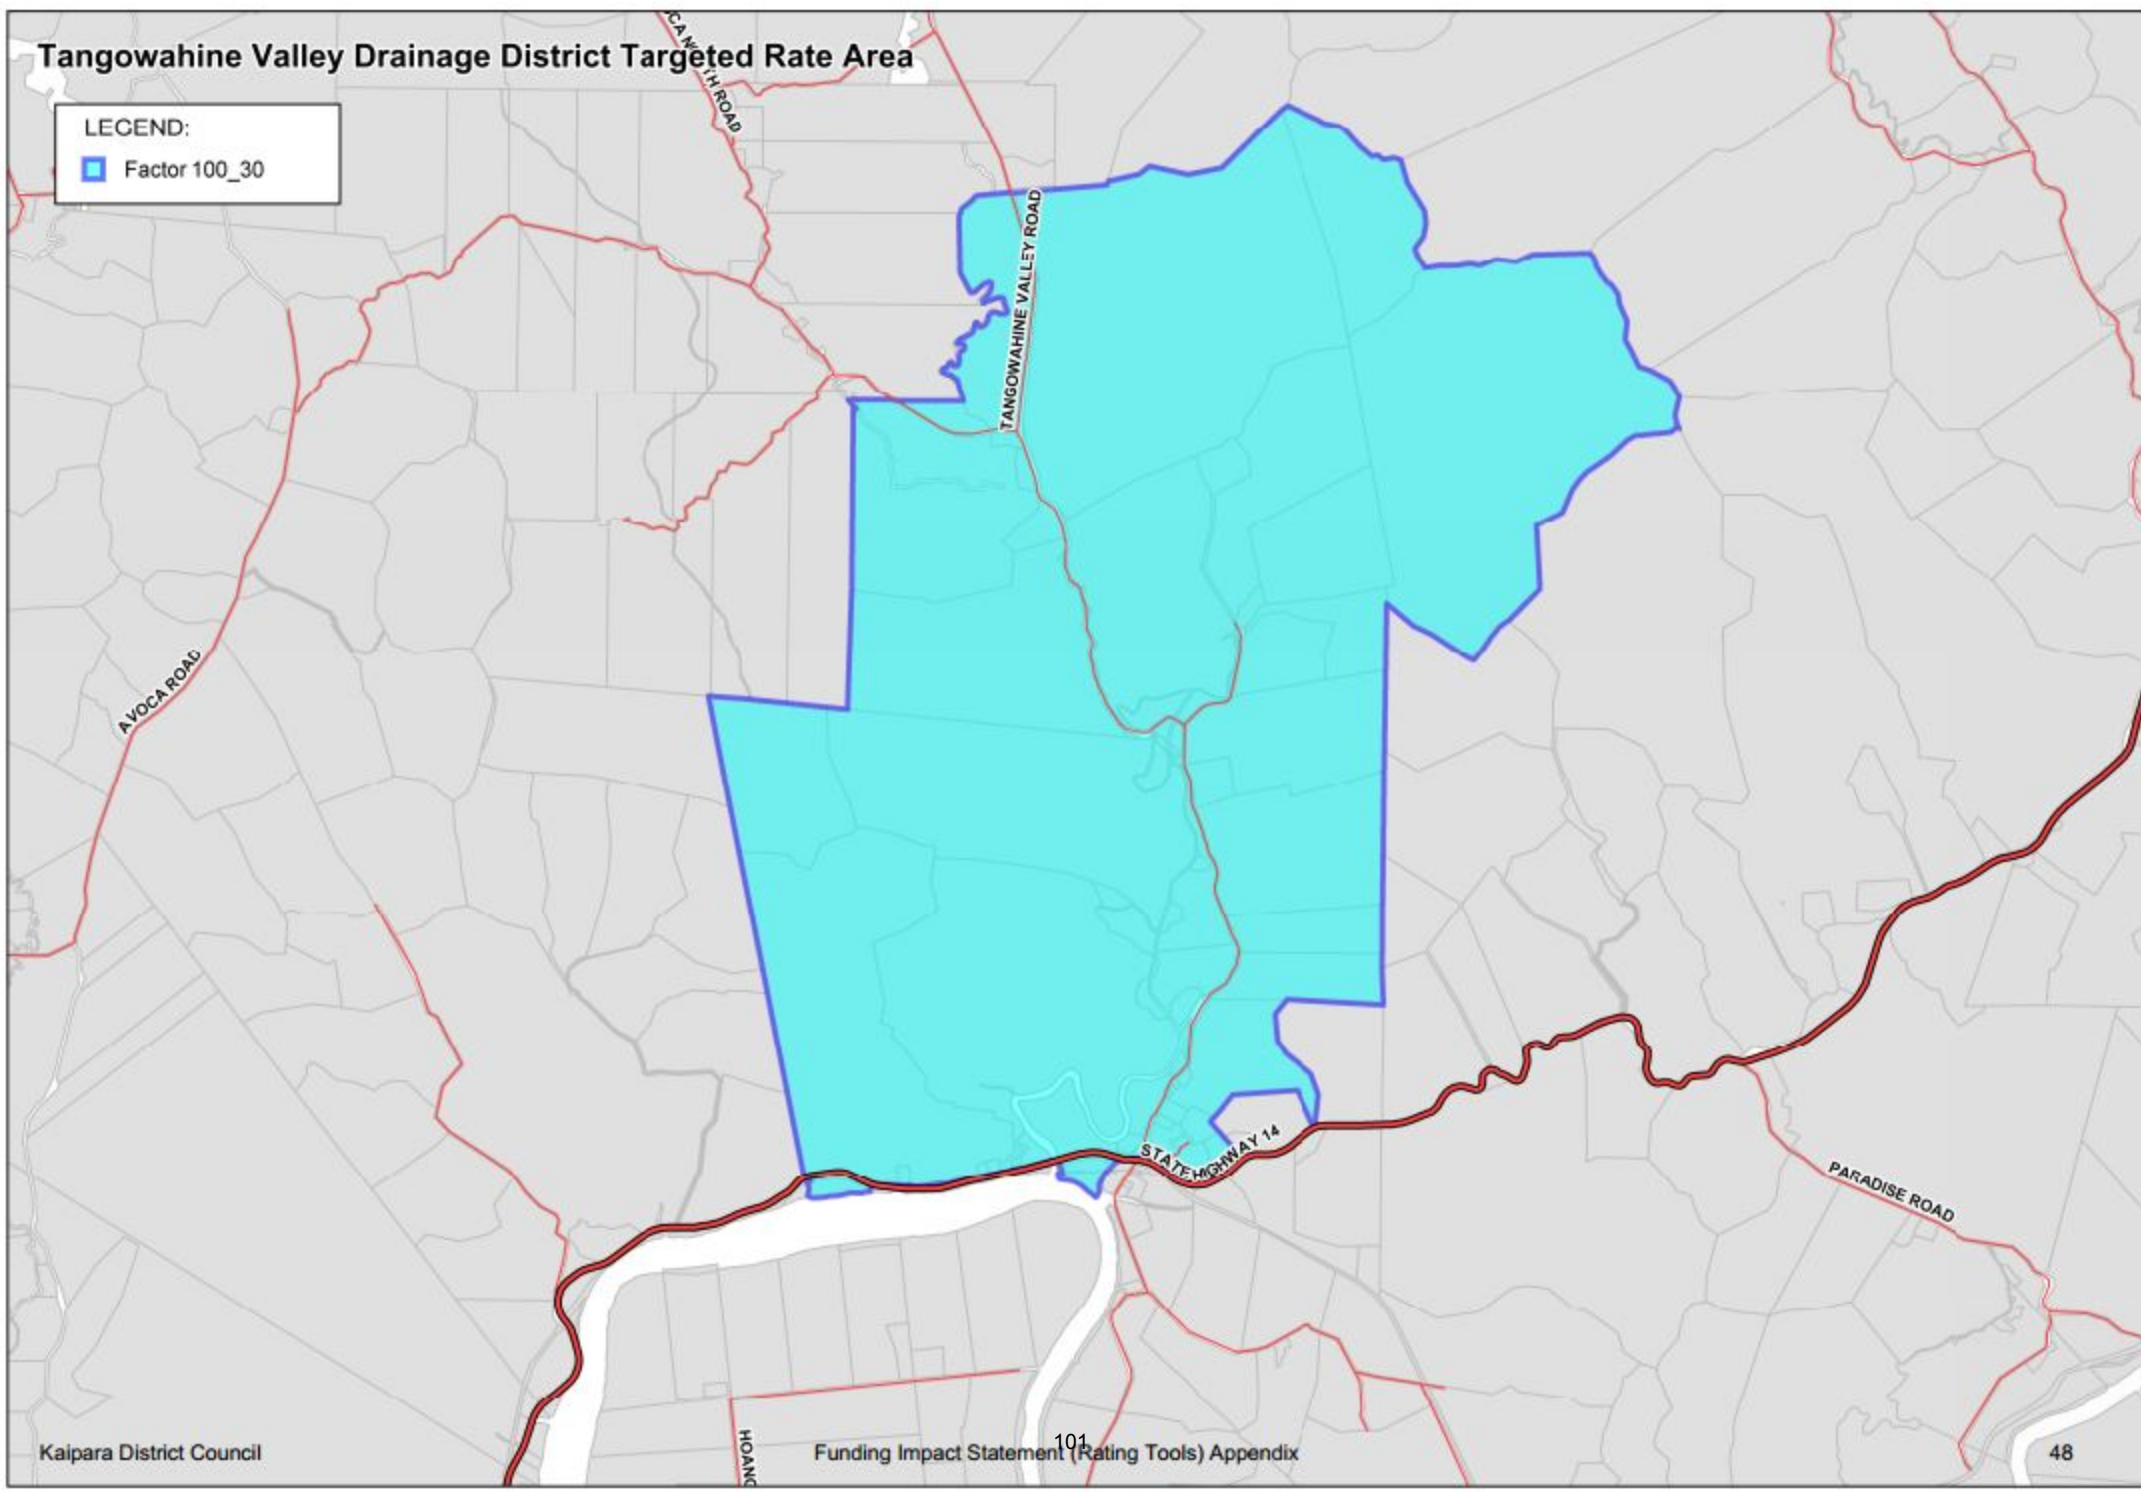 Tangowahine Valley Drainage District Targeted Rate Area
LEGEND:
Factor 100_30
TANGOWAHINE VALLEY ROAD
AVOCA ROAD
STATE HIGHWAY 14
PARADISE ROAD
Kaipara District Council
Funding Impact Statement (Rating Tools) Appendix
101
48